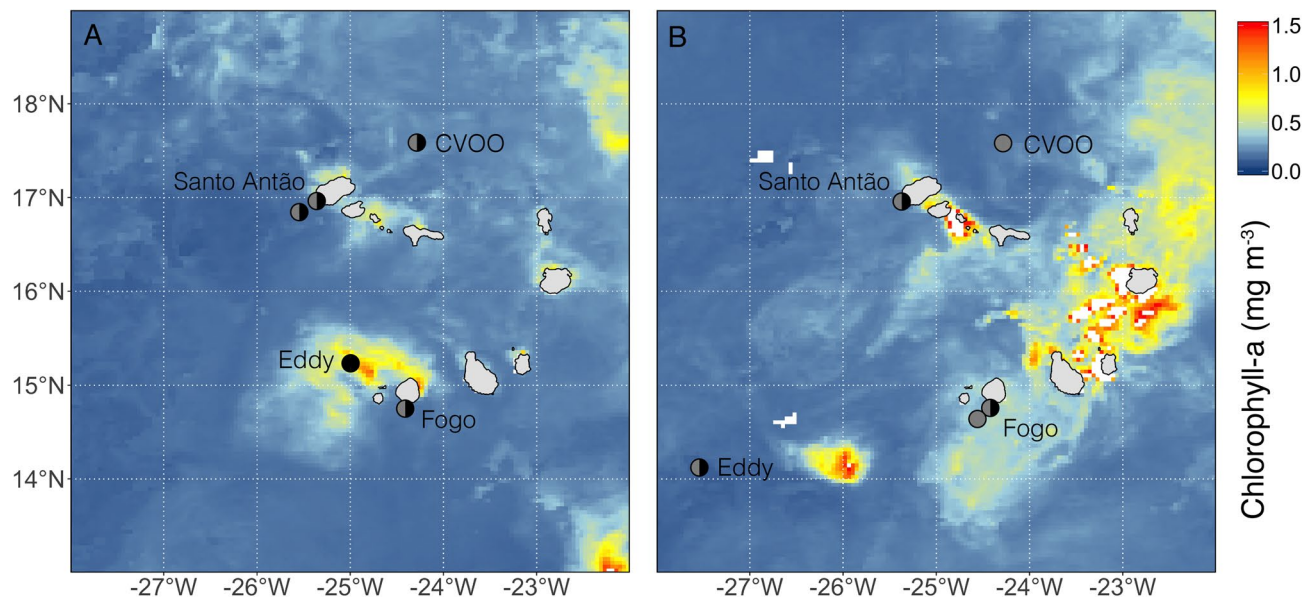 A
B
18°N
17°N
16°N
15°N
14°N
CVOO
Santo Antão
Eddy
Fogo
CVOO
Santo Antão
Fogo
Eddy
-27°W -26°W -25°W -24°W -23°W
-27°W -26°W -25°W -24°W -23°W
1.5
1.0
0.5
0.0
Chlorophyll-a (mg m-3)